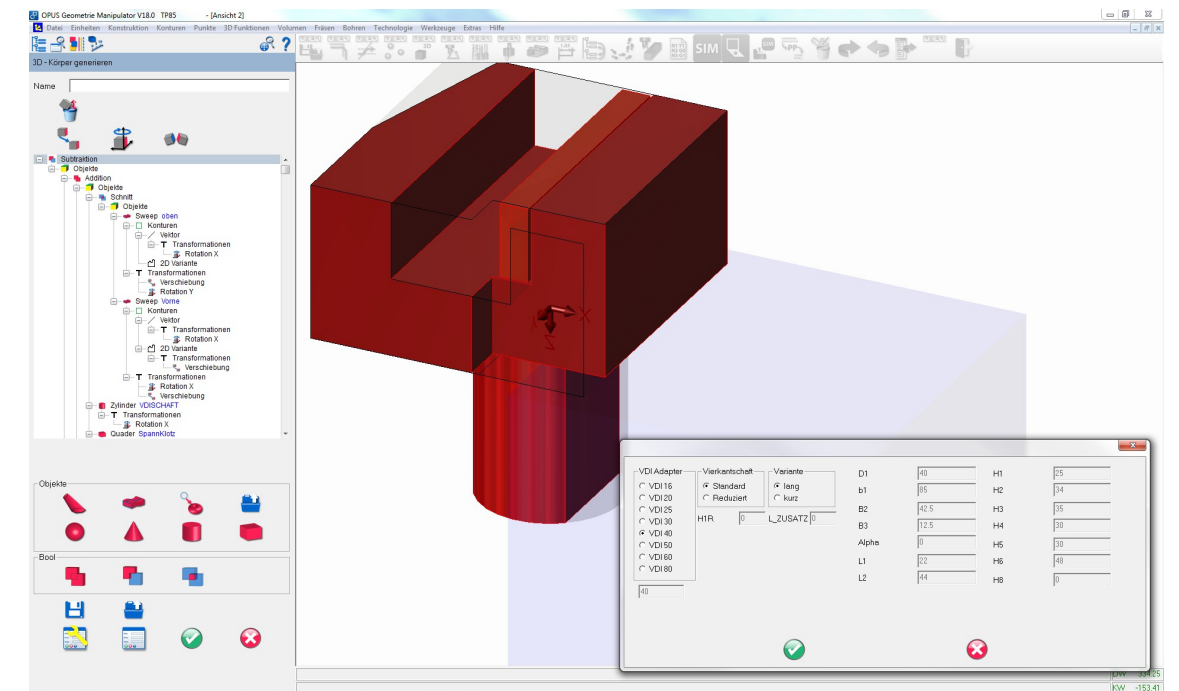 OPUS Geometrie Manipulator V18.0 TP85 - [Ansicht 2]
Datei Einheiten Konstruktion Konturen Punkte 3D Funktionen Volumen Fräsen Bohren Technologie Werkzeuge Extras Hilfe
3D - Körper generieren
SIM
Name
Subtraktion
Objekte
Addition
Objekte
Schnitt
Objekte
Sweep oben
Konturen
Vektor
T Transformationen
Rotation X
2D Variante
T Transformationen
Verschiebung
Rotation Y
Sweep Vorne
Konturen
Vektor
T Transformationen
Rotation X
2D Variante
T Transformationen
Verschiebung
T Transformationen
Rotation X
Verschiebung
Zylinder VDISCHAFT
T Transformationen
Rotation X
Quader SpannKlotz
Objekte
Bool
X
VDI Adapter
VDI 16
VDI 20
VDI 25
VDI 30
VDI 40
VDI 50
VDI 60
VDI 80
40
Vierkantschaft
Standard
Reduziert
H1R 0
Variante
lang
kurz
L_ZUSATZ 0
D1 40
b1 85
B2 42.5
B3 12.5
Alpha 0
L1 22
L2 44
H1 25
H2 34
H3 35
H4 30
H5 30
H6 48
H8 0
DW 334.25
KW -153.41